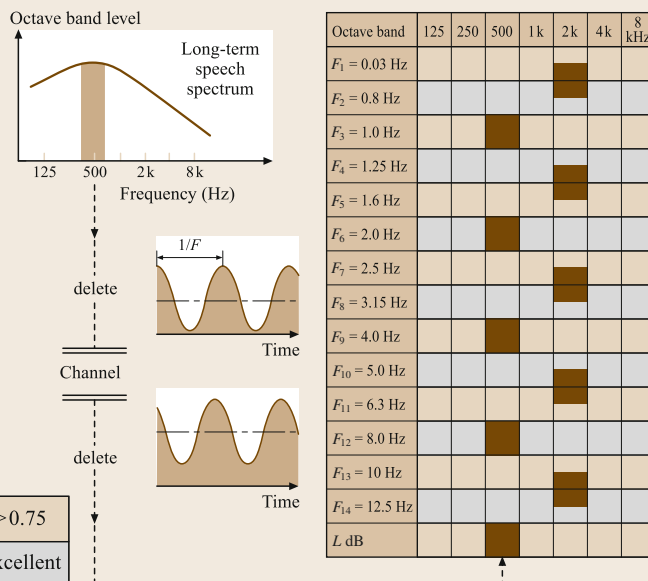 Octave band level
Long-term
speech
spectrum
125 500 2 k 8 k
Frequency (Hz)
delete
1/F
Time
Channel
delete
Time
>0.75
xcellent
Octave band 125 250 500 1 k 2 k 4 k 8 kHz
F₁ = 0.03 Hz
F₂ = 0.8 Hz
F₃ = 1.0 Hz
F₄ = 1.25 Hz
F₅ = 1.6 Hz
F₆ = 2.0 Hz
F₇ = 2.5 Hz
F₈ = 3.15 Hz
F₉ = 4.0 Hz
F₁₀ = 5.0 Hz
F₁₁ = 6.3 Hz
F₁₂ = 8.0 Hz
F₁₃ = 10 Hz
F₁₄ = 12.5 Hz
L dB